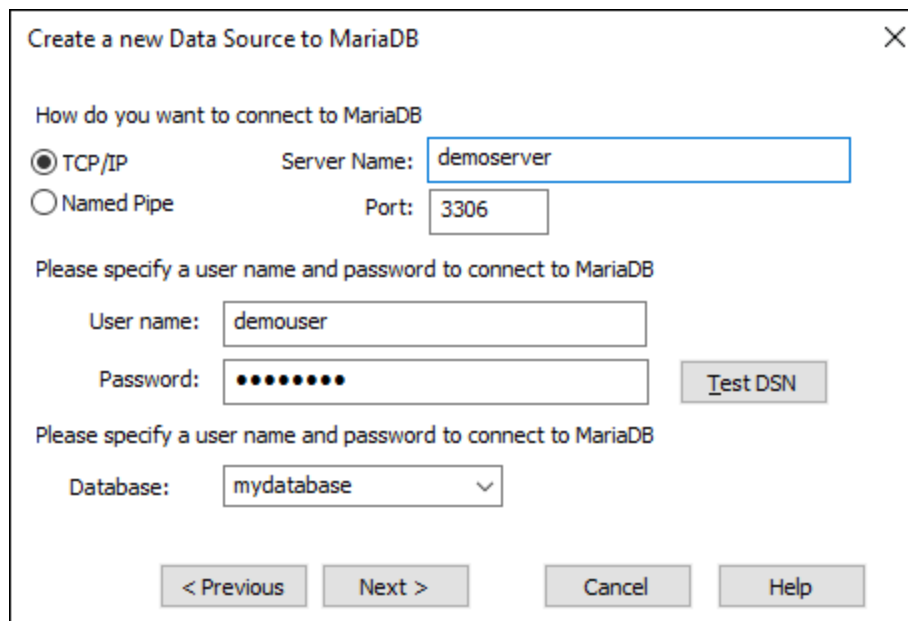 Create a new Data Source to MariaDB
How do you want to connect to MariaDB
TCP/IP Server Name: demoserver
Named Pipe Port: 3306
Please specify a user name and password to connect to MariaDB
User name: demouser
Password: ●●●●●●●● Test DSN
Please specify a user name and password to connect to MariaDB
Database: mydatabase
< Previous Next > Cancel Help